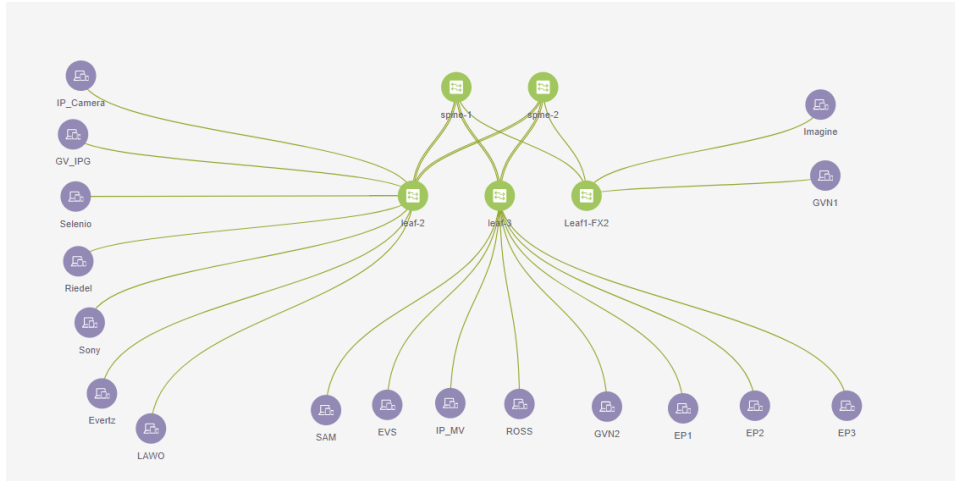 IP_Camera
spine-1
spine-2
Imagine
GV_IPG
GVN1
Selenio
leaf-2
leaf-3
Leaf1-FX2
Riedel
Sony
Evertz
LAWO
SAM
EVS
IP_MV
ROSS
GVN2
EP1
EP2
EP3